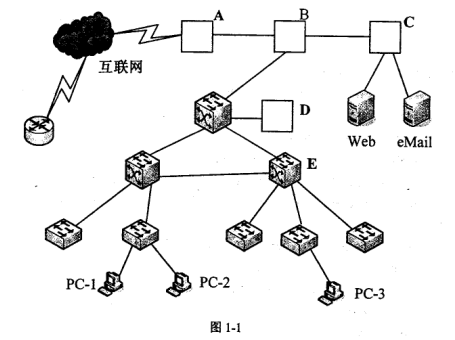 A
B
C
互联网
D
Web
eMail
E
PC-1
PC-2
PC-3
图 1-1